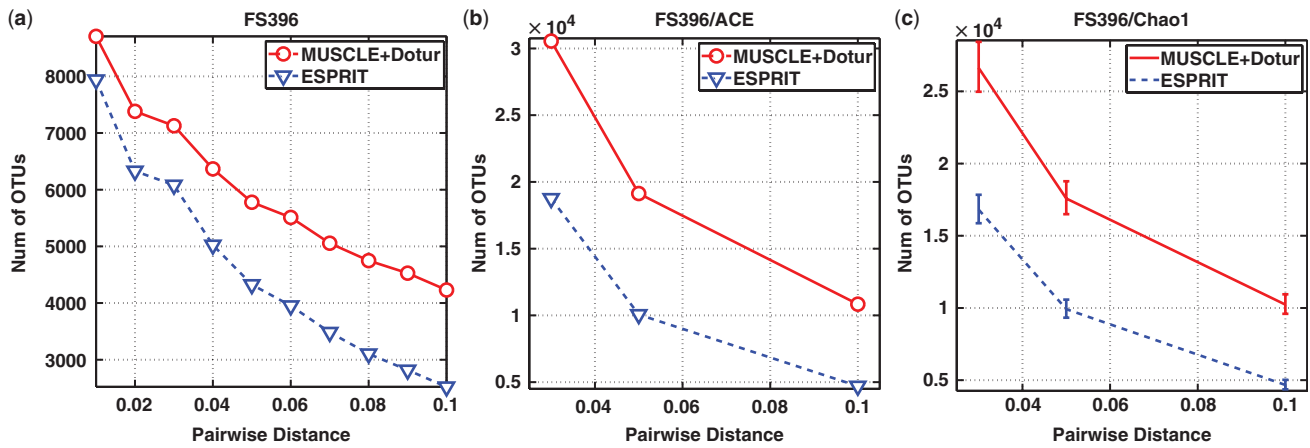 (a)
FS396
MUSCLE+Dotur
ESPRIT
8000
7000
6000
5000
4000
3000
Num of OTUs
0.02
0.04
0.06
0.08
0.1
Pairwise Distance
(b)
FS396/ACE
× 10⁴
MUSCLE+Dotur
ESPRIT
3
2.5
2
1.5
1
0.5
Num of OTUs
0.04
0.06
0.08
0.1
Pairwise Distance
(c)
FS396/Chao1
× 10⁴
MUSCLE+Dotur
ESPRIT
2.5
2
1.5
1
0.5
Num of OTUs
0.04
0.06
0.08
0.1
Pairwise Distance